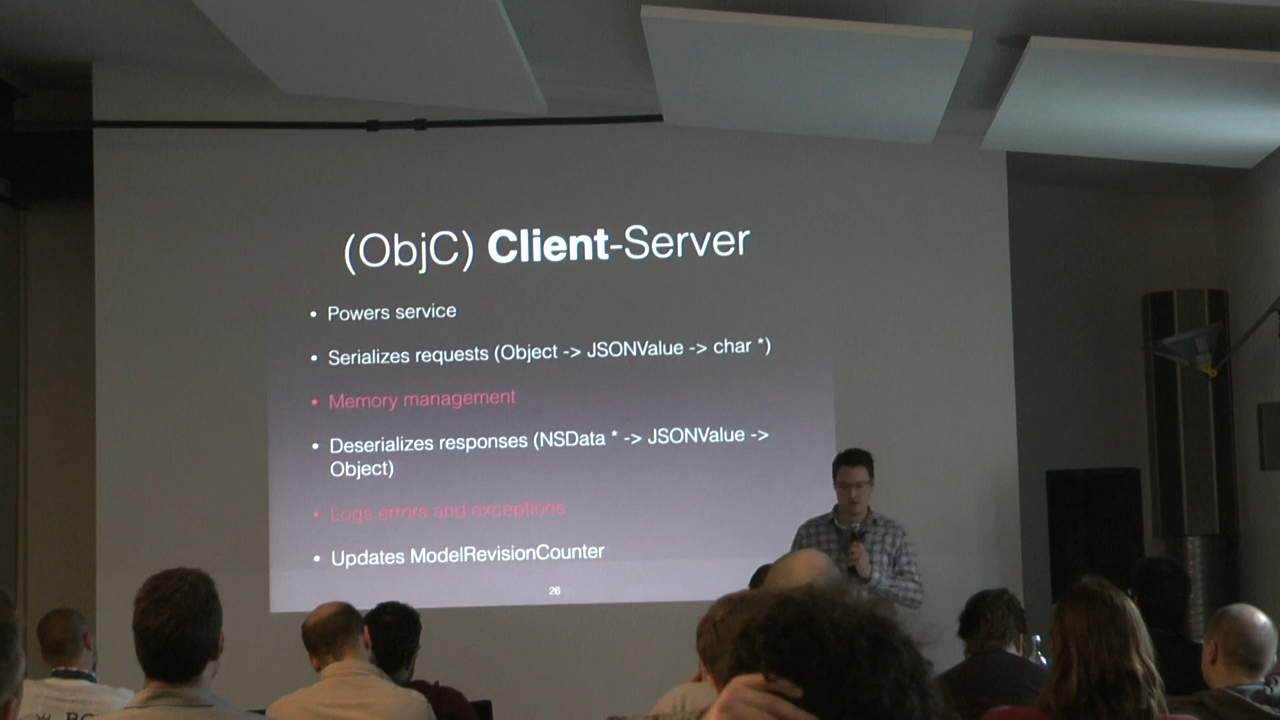 (ObjC) Client-Server
• Powers service
• Serializes requests (Object -> JSONValue -> char *)
• Memory management
• Deserializes responses (NSData * -> JSONValue ->
Object)
• Logs errors and exceptions
• Updates ModelRevisionCounter
26